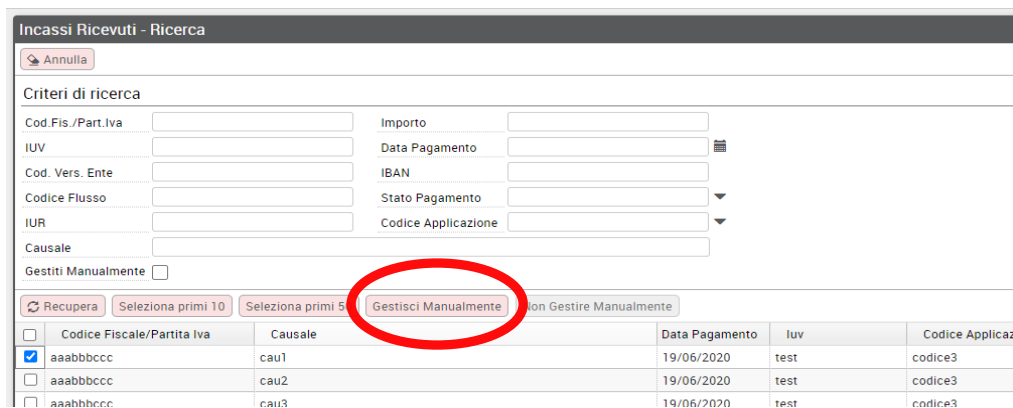 Incassi Ricevuti - Ricerca
Annulla
Criteri di ricerca
Cod.Fis./Part.Iva Importo
IUV Data Pagamento
Cod. Vers. Ente IBAN
Codice Flusso Stato Pagamento
IUR Codice Applicazione
Causale
Gestiti Manualmente
Recupera Seleziona primi 10 Seleziona primi Gestisci Manualmente Non Gestire Manualmente
Codice Fiscale/Partita Iva Causale Data Pagamento Iuv Codice
aaabbbccc cau1 19/06/2020 test codice3
aaabbbccc cau2 19/06/2020 test codice3
aaabbbccc cau3 19/06/2020 test codice3